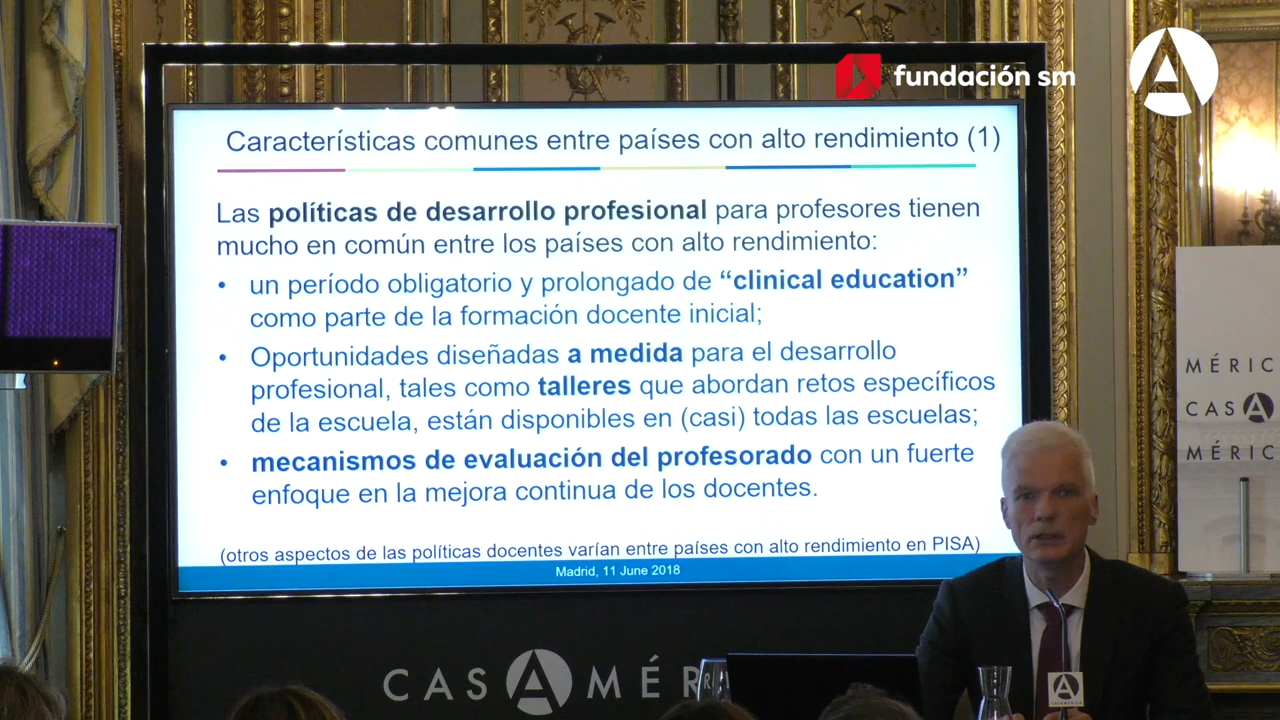 fundación sm
Características comunes entre países con alto rendimiento (1)
Las políticas de desarrollo profesional para profesores tienen
mucho en común entre los países con alto rendimiento:
• un período obligatorio y prolongado de “clinical education”
como parte de la formación docente inicial;
• Oportunidades diseñadas a medida para el desarrollo
profesional, tales como talleres que abordan retos específicos
de la escuela, están disponibles en (casi) todas las escuelas;
• mecanismos de evaluación del profesorado con un fuerte
enfoque en la mejora continua de los docentes.
(otros aspectos de las políticas docentes varían entre países con alto rendimiento en PISA)
Madrid, 11 June 2018
MÉRIC
CASA
MÉRIC
CASAMÉR
CASAMÉRICA